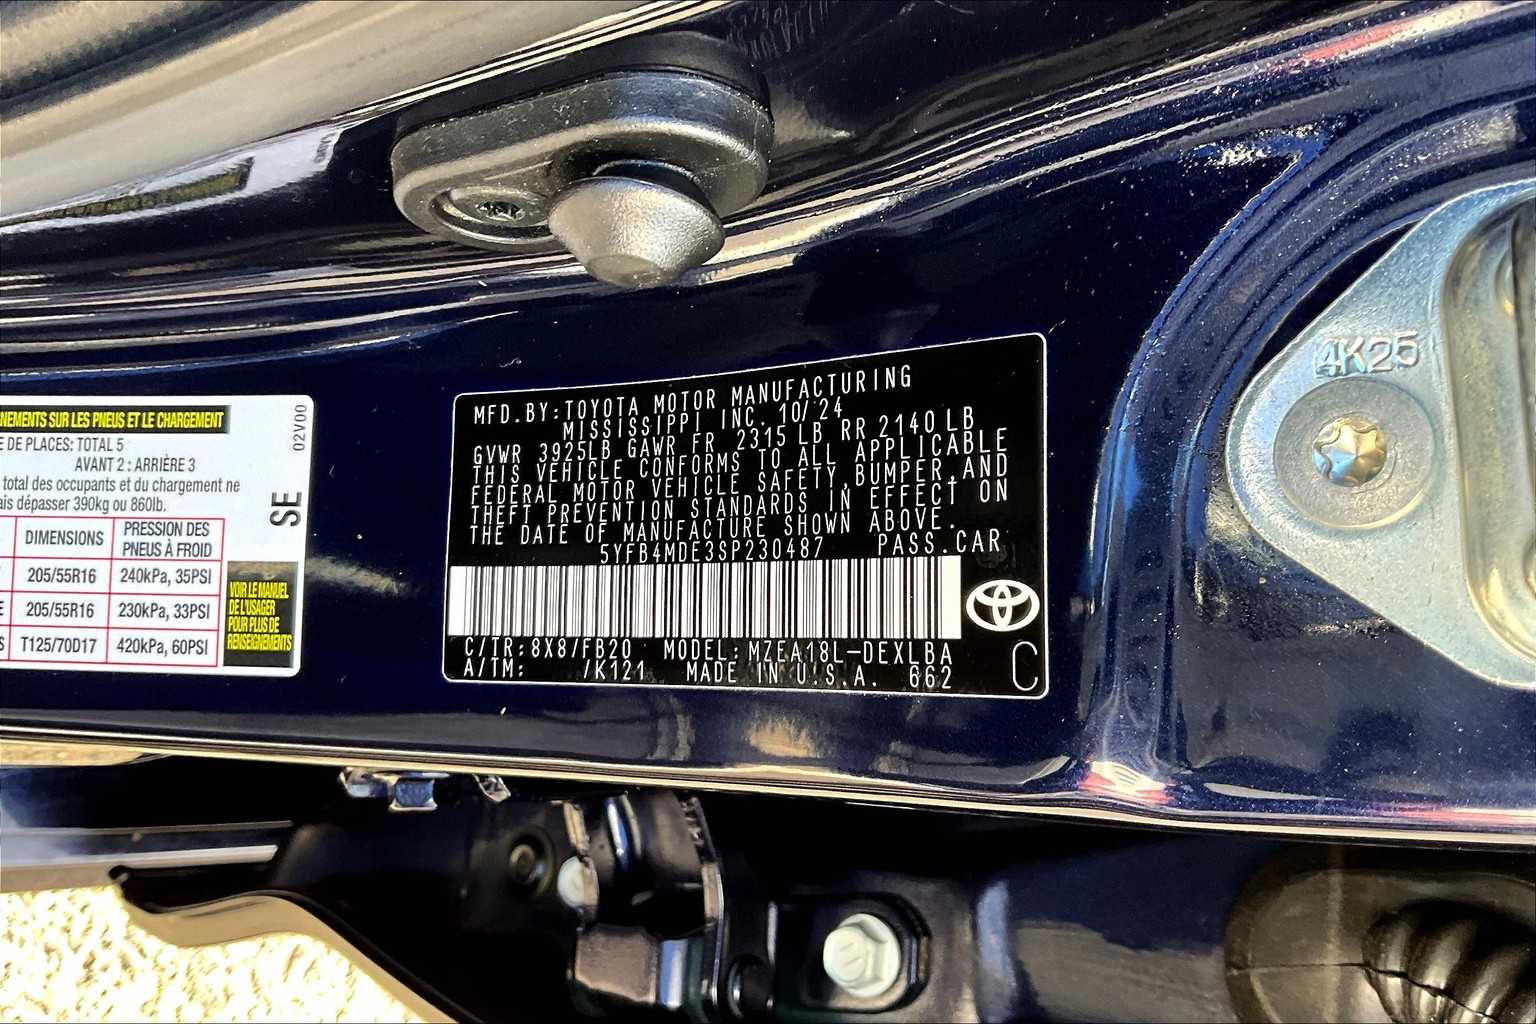 NEMENTS SUR LES PNEUS ET LE CHARGEMENT
E DE PLACES: TOTAL 5
AVANT 2 : ARRIÈRE 3
total des occupants et du chargement ne
ais dépasser 390kg ou 860lb.
02V00
SE
DIMENSIONS PRESSION DES PNEUS À FROID
205/55R16 240kPa, 35PSI
E 205/55R16 230kPa, 33PSI
S T125/70D17 420kPa, 60PSI
VOIR LE MANUEL
DE L'USAGER
POUR PLUS DE
RENSEIGNEMENTS
MFD.BY:TOYOTA MOTOR MANUFACTURING
MISSISSIPPI INC. 10/24
GVWR 3925LB GAWR FR 2315 LB RR 2140 LB
THIS VEHICLE CONFORMS TO ALL APPLICABLE
FEDERAL MOTOR VEHICLE SAFETY,BUMPER,AND
THEFT PREVENTION STANDARDS IN EFFECT ON
THE DATE OF MANUFACTURE SHOWN ABOVE.
5YFB4MDE3SP230487 PASS.CAR
C/TR:8X8/FB20 MODEL:MZEA18L-DEXLBA
A/TM: /K121 MADE IN U.S.A. 662
C
4K25